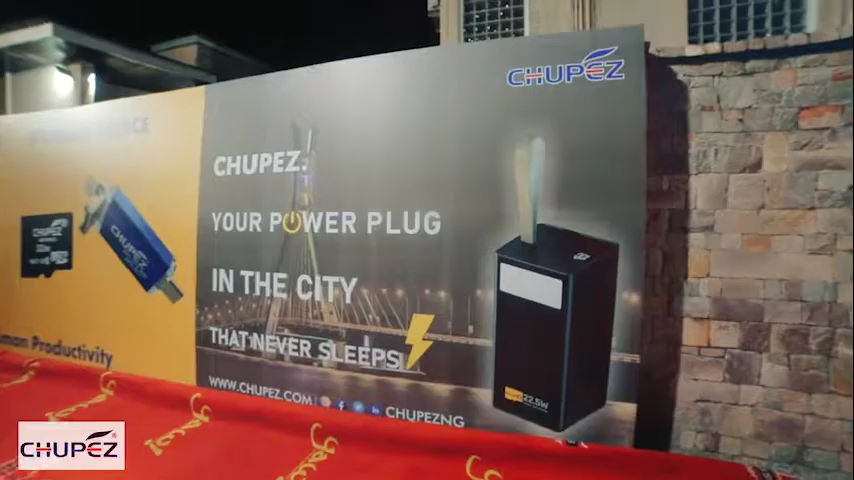 CHUPEZ
CHUPEZ.
YOUR POWER PLUG
IN THE CITY
THAT NEVER SLEEPS
WWW.CHUPEZ.COM
CHUPEZNG
22.5W
CHUPEZ
CHUPEZ
Productivity
CHUPEZ